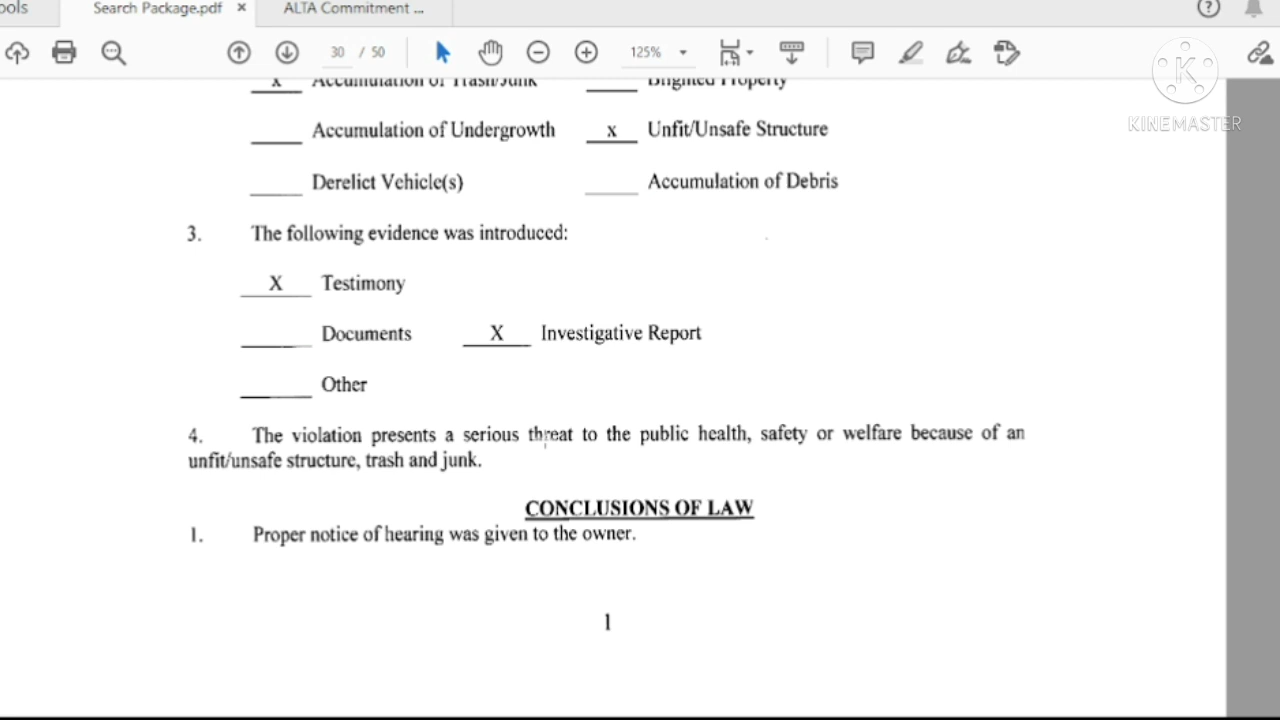 ools Search Package.pdf × ALTA Commitment ...
30 / 50 125%
K
KINEMASTER
x Accumulation of Trash/Junk Blighted Property
Accumulation of Undergrowth x Unfit/Unsafe Structure
Derelict Vehicle(s) Accumulation of Debris
3. The following evidence was introduced:
X Testimony
Documents X Investigative Report
Other
4. The violation presents a serious threat to the public health, safety or welfare because of an
unfit/unsafe structure, trash and junk.
CONCLUSIONS OF LAW
1. Proper notice of hearing was given to the owner.
1